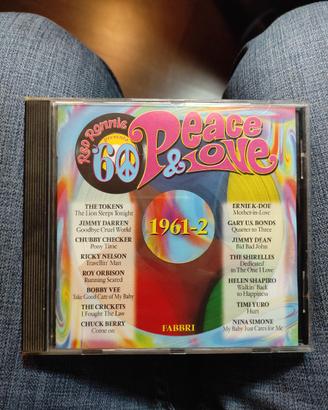 Red Ronnie
'60
Peace
& Love
1961-2
THE TOKENS
The Lion Sleeps Tonight
JIMMY DARREN
Goodbye Cruel World
CHUBBY CHECKER
Pony Time
RICKY NELSON
Travellin' Man
ROY ORBISON
Running Scared
BOBBY VEE
Take Good Care of My Baby
THE CRICKETS
I Fought The Law
CHUCK BERRY
Come on
ERNIE K-DOE
Mother-in-Love
GARY U.S. BONDS
Quarter to Three
JIMMY DEAN
Bid Bad John
THE SHIRELLES
Dedicated
to The One I Love
HELEN SHAPIRO
Walkin' Back
to Happiness
TIMI YURO
Hurt
NINA SIMONE
My Baby Just Cares for Me
FABBRI